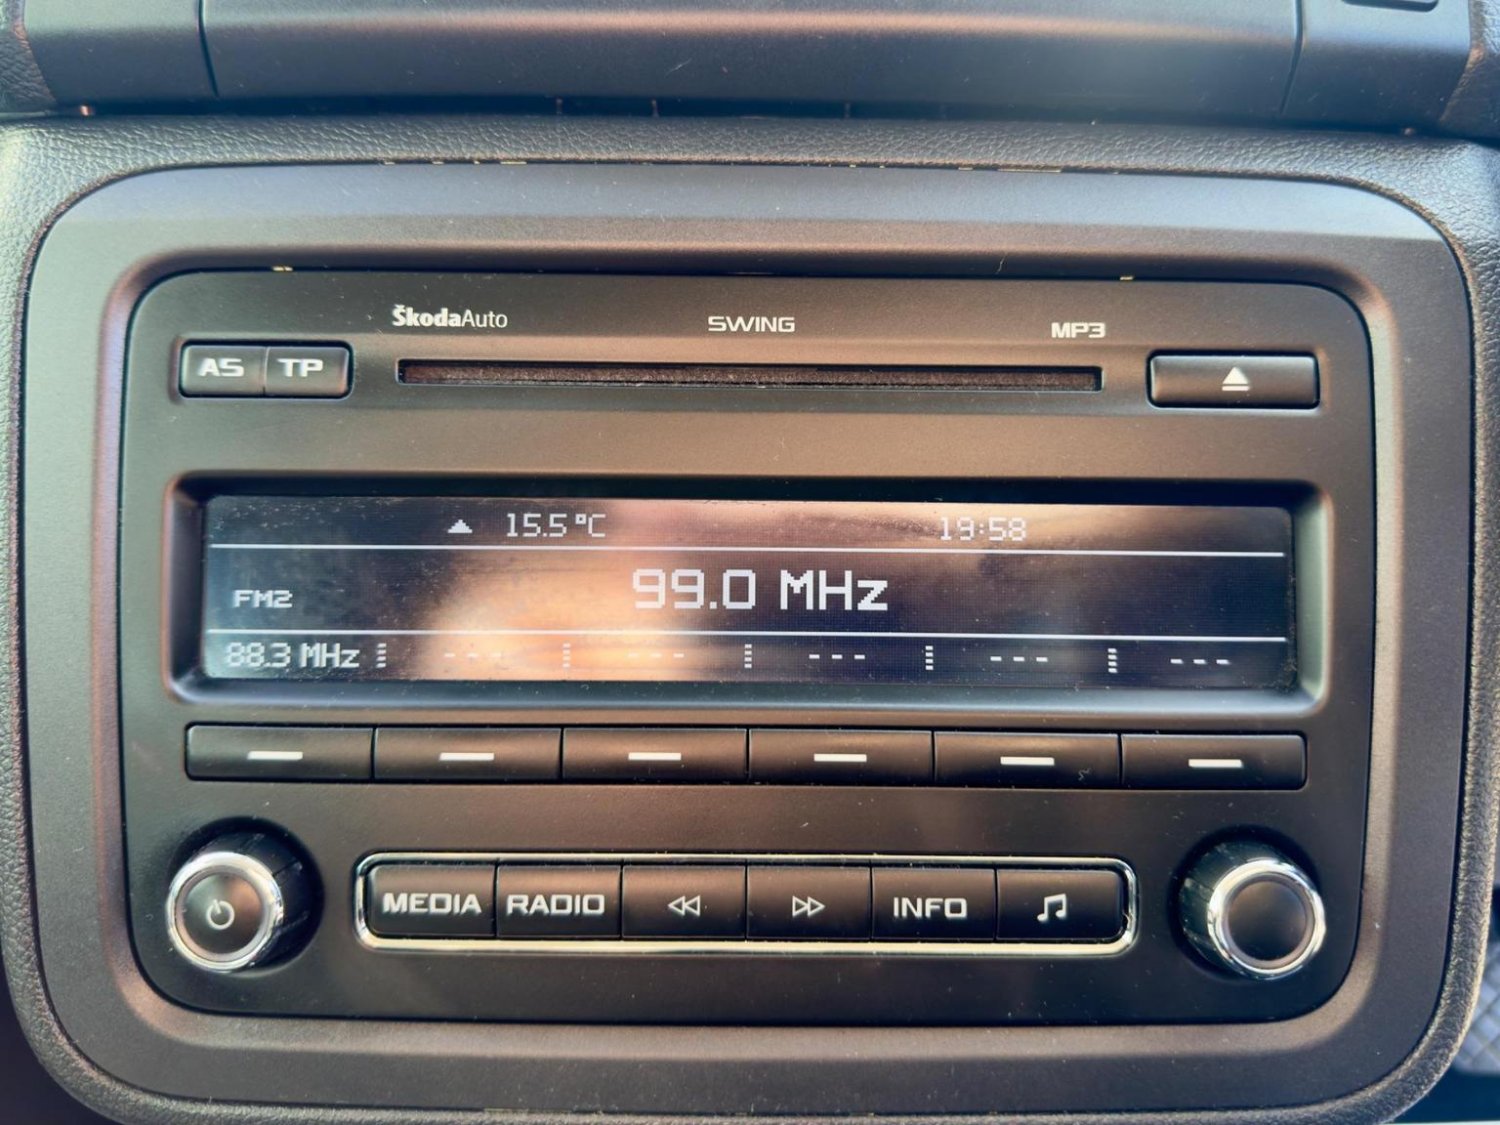 ŠkodaAuto SWING MP3
AS TP
15.5°C 19:58
FM2 99.0 MHz
88.3 MHz --- --- --- --- ---
MEDIA RADIO INFO